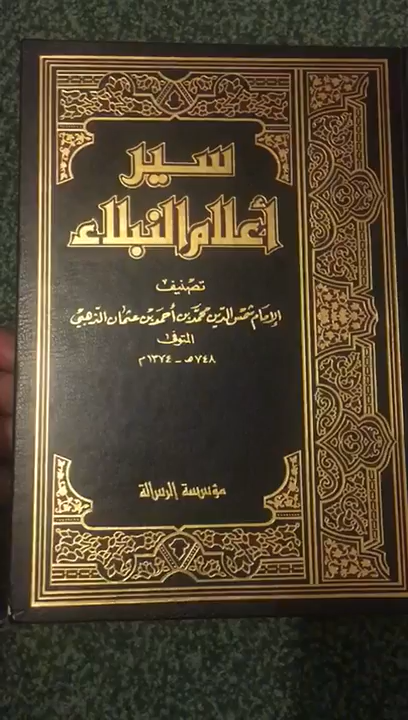 سير
أعلام النبلاء
تصنيف
الإمام شمس الدين محمد بن أحمد بن عثمان الذهبي
المتوفى
٧٤٨هـ - ١٣٧٤م
مؤسسة الرسالة